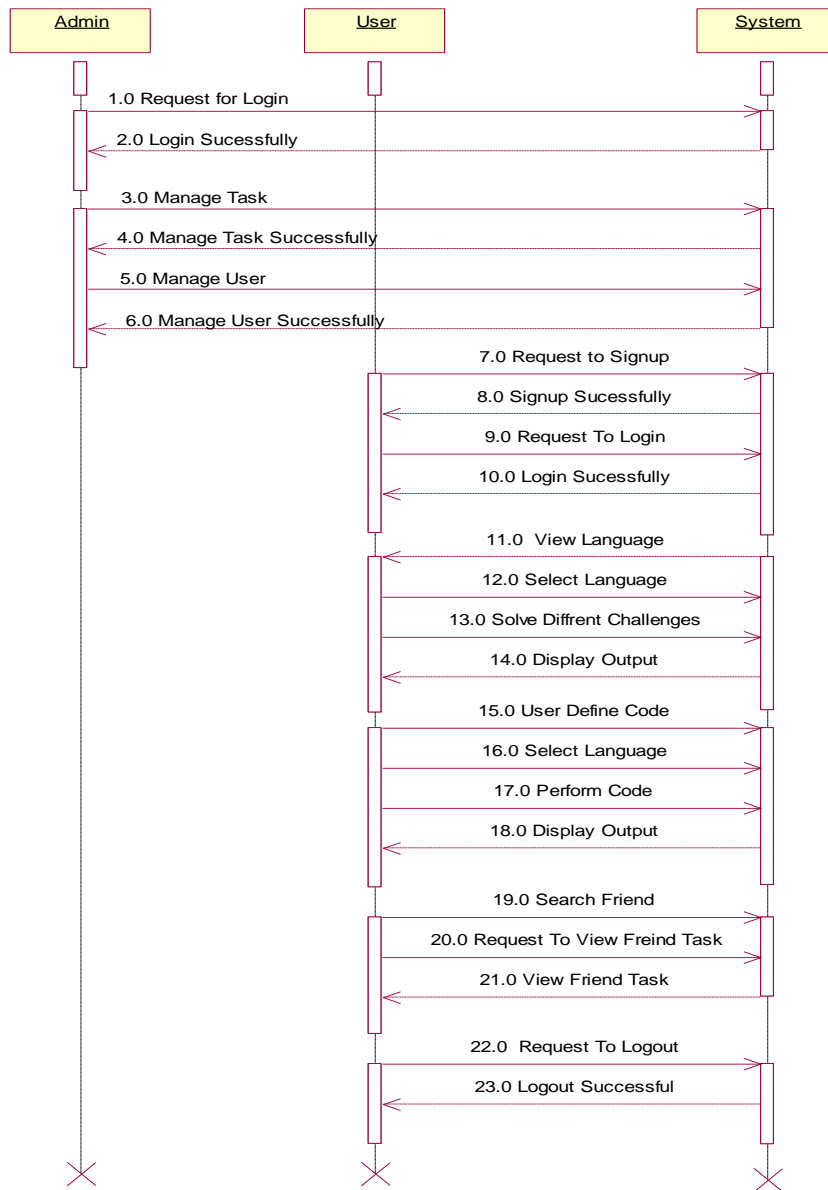 Admin
User
System
1.0 Request for Login
2.0 Login Sucessfully
3.0 Manage Task
4.0 Manage Task Successfully
5.0 Manage User
6.0 Manage User Successfully
7.0 Request to Signup
8.0 Signup Sucessfully
9.0 Request To Login
10.0 Login Sucessfully
11.0 View Language
12.0 Select Language
13.0 Solve Diffrent Challenges
14.0 Display Output
15.0 User Define Code
16.0 Select Language
17.0 Perform Code
18.0 Display Output
19.0 Search Friend
20.0 Request To View Freind Task
21.0 View Friend Task
22.0 Request To Logout
23.0 Logout Successful